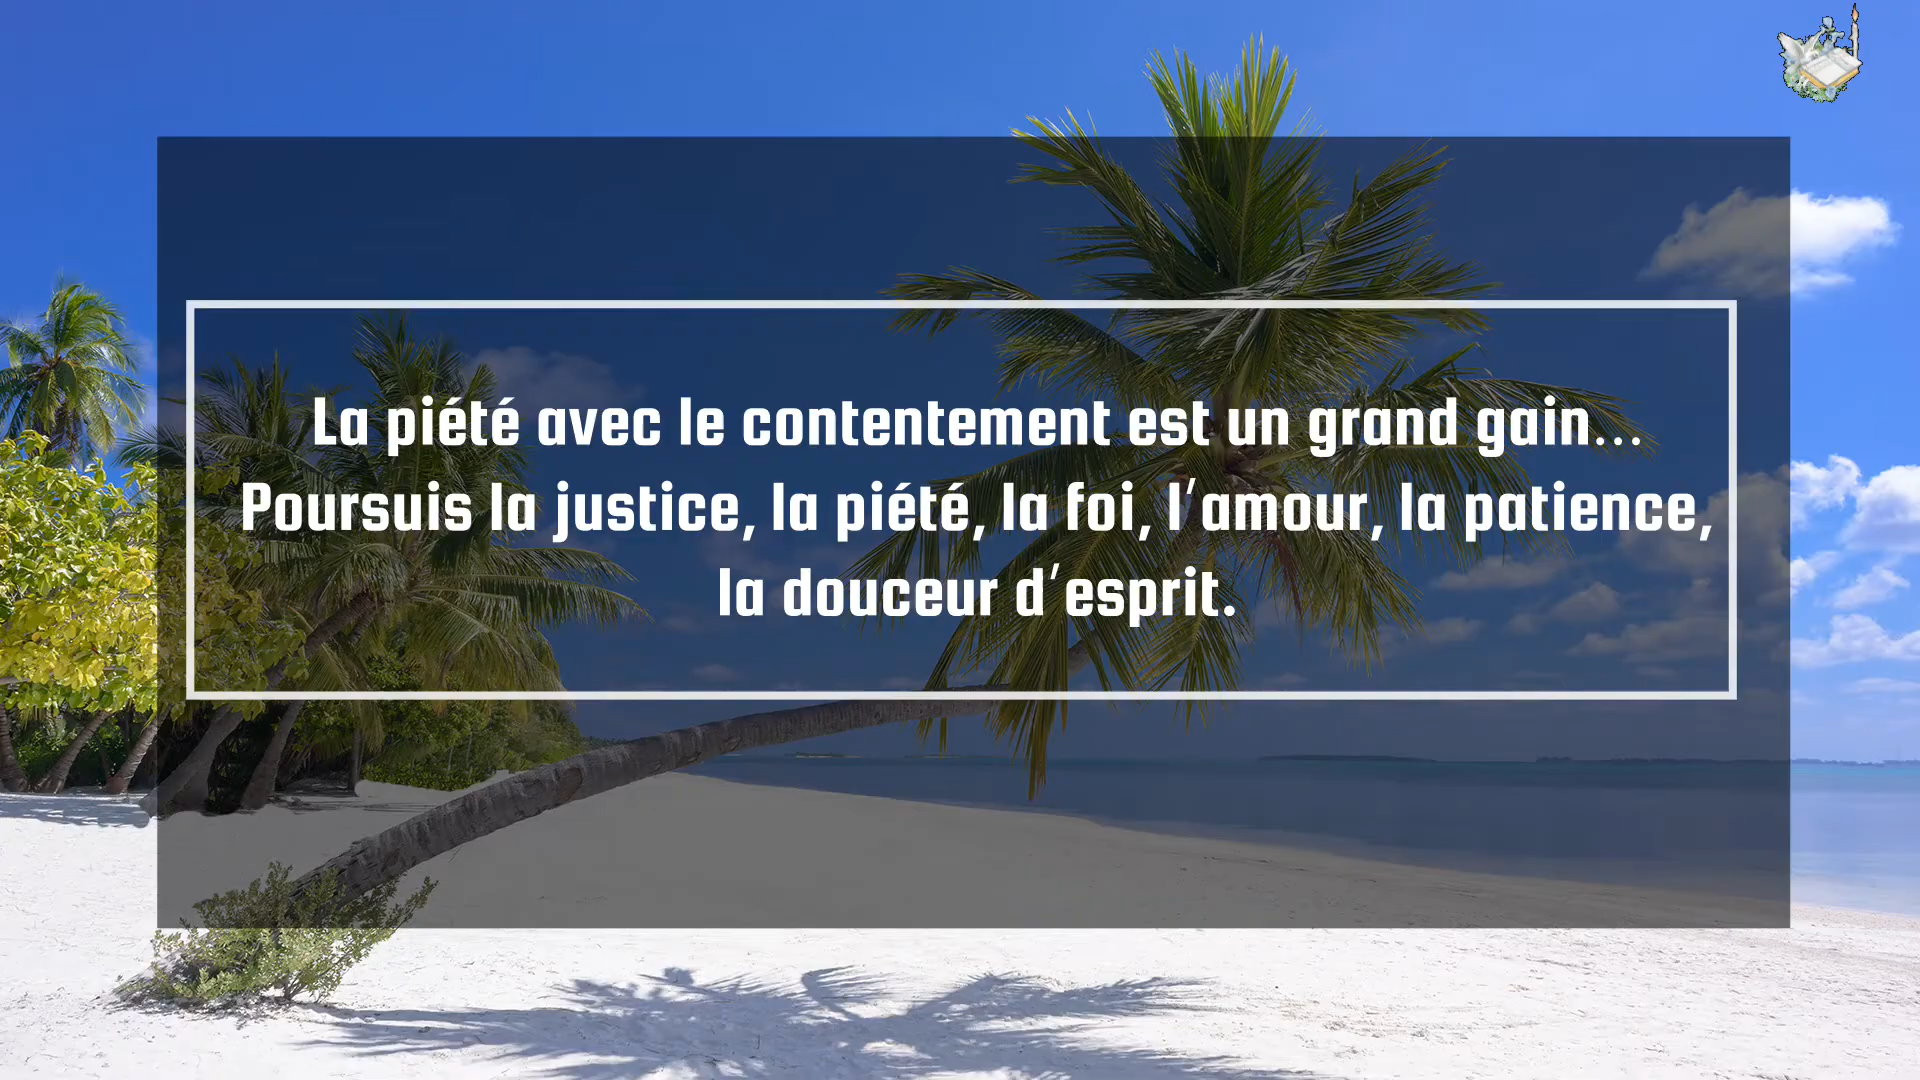 La piété avec le contentement est un grand gain...
Poursuis la justice, la piété, la foi, l'amour, la patience,
la douceur d'esprit.